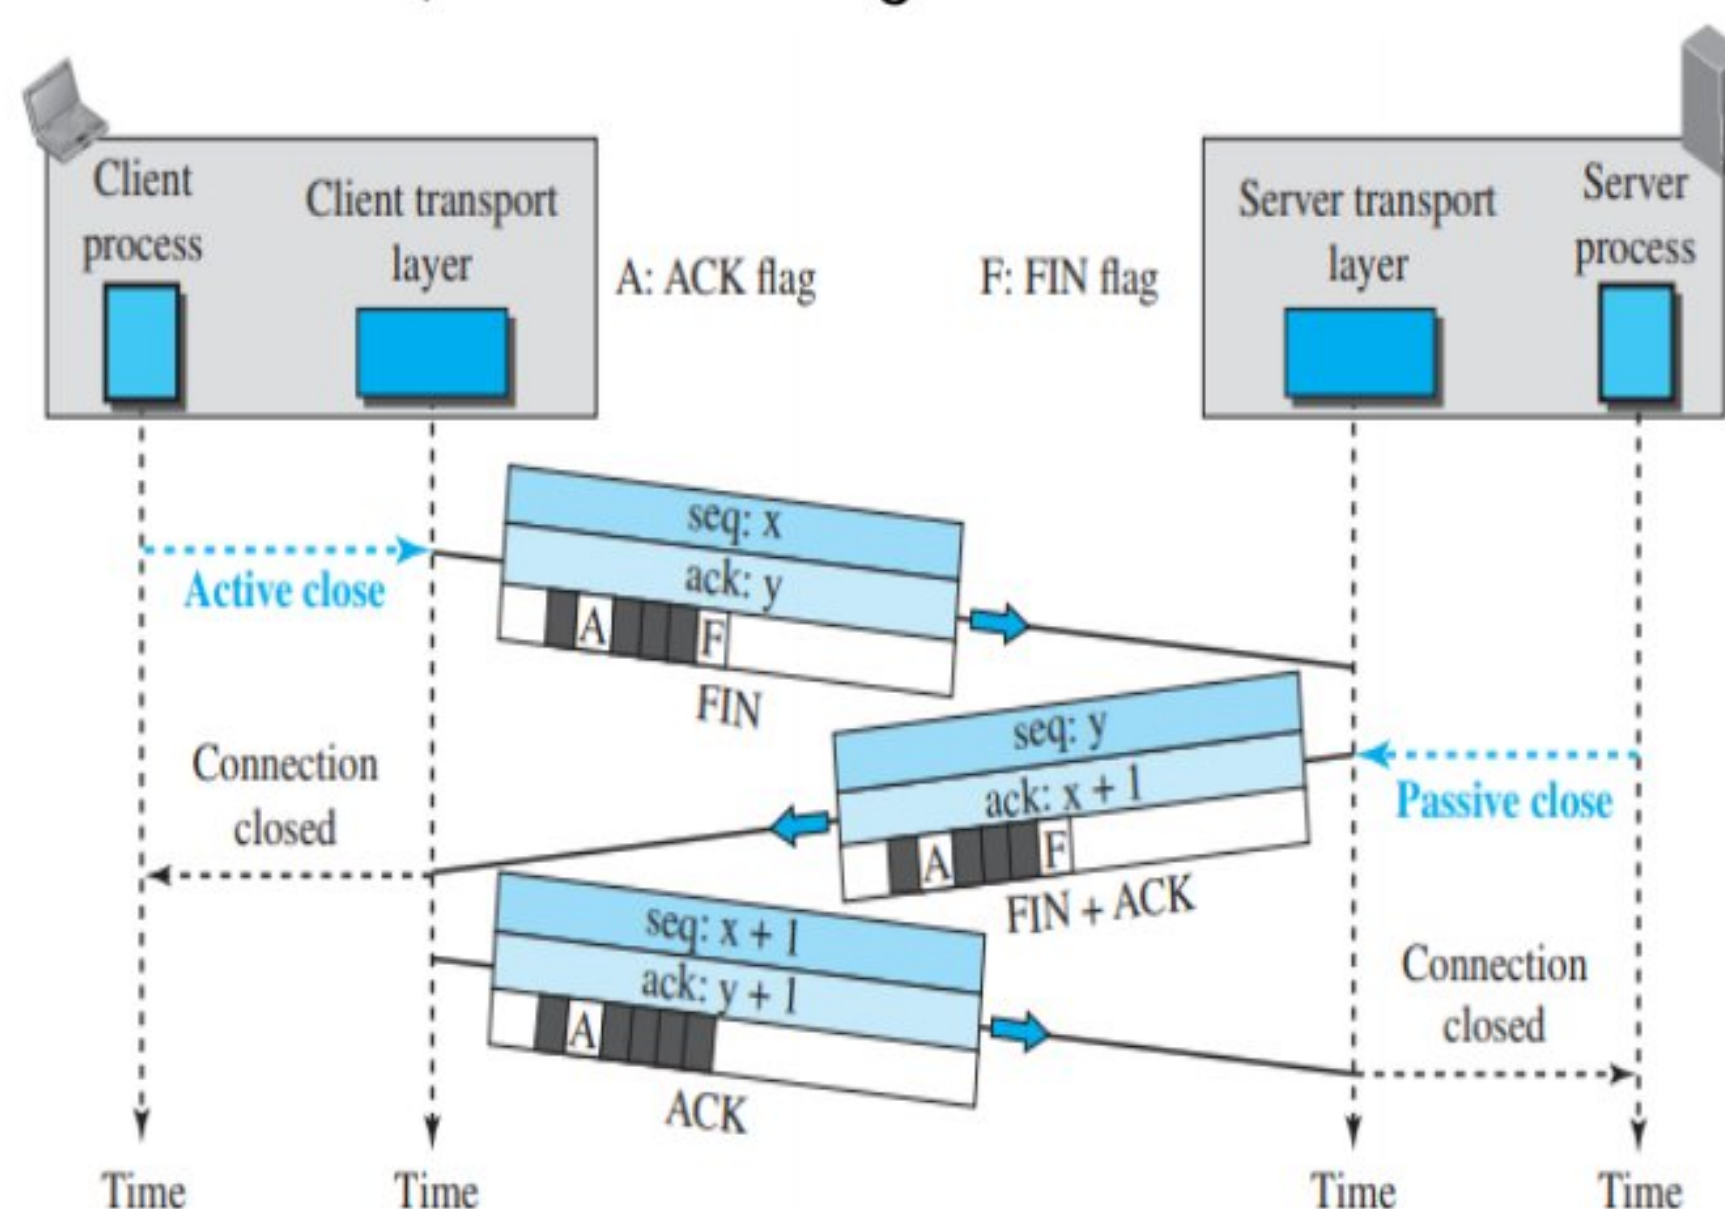 Client
process
Client transport
layer
A: ACK flag
F: FIN flag
Server transport
layer
Server
process
seq: x
ack: y
A F
FIN
Active close
seq: y
ack: x + 1
A F
FIN + ACK
Passive close
Connection
closed
seq: x + 1
ack: y + 1
A
ACK
Connection
closed
Time
Time
Time
Time